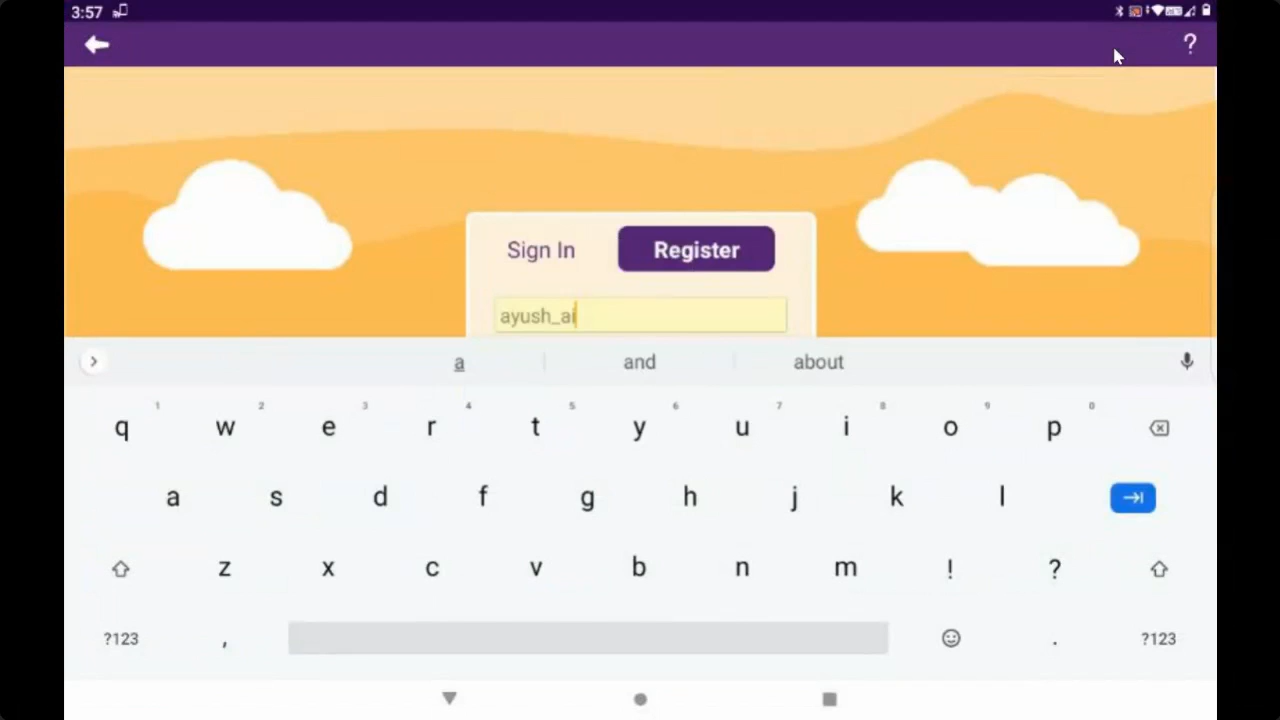 3:57
?
Sign In Register
ayush_ai
a and about
1 2 3 4 5 6 7 8 9 0
q w e r t y u i o p
a s d f g h j k l
z x c v b n m ! ?
?123 , . ?123